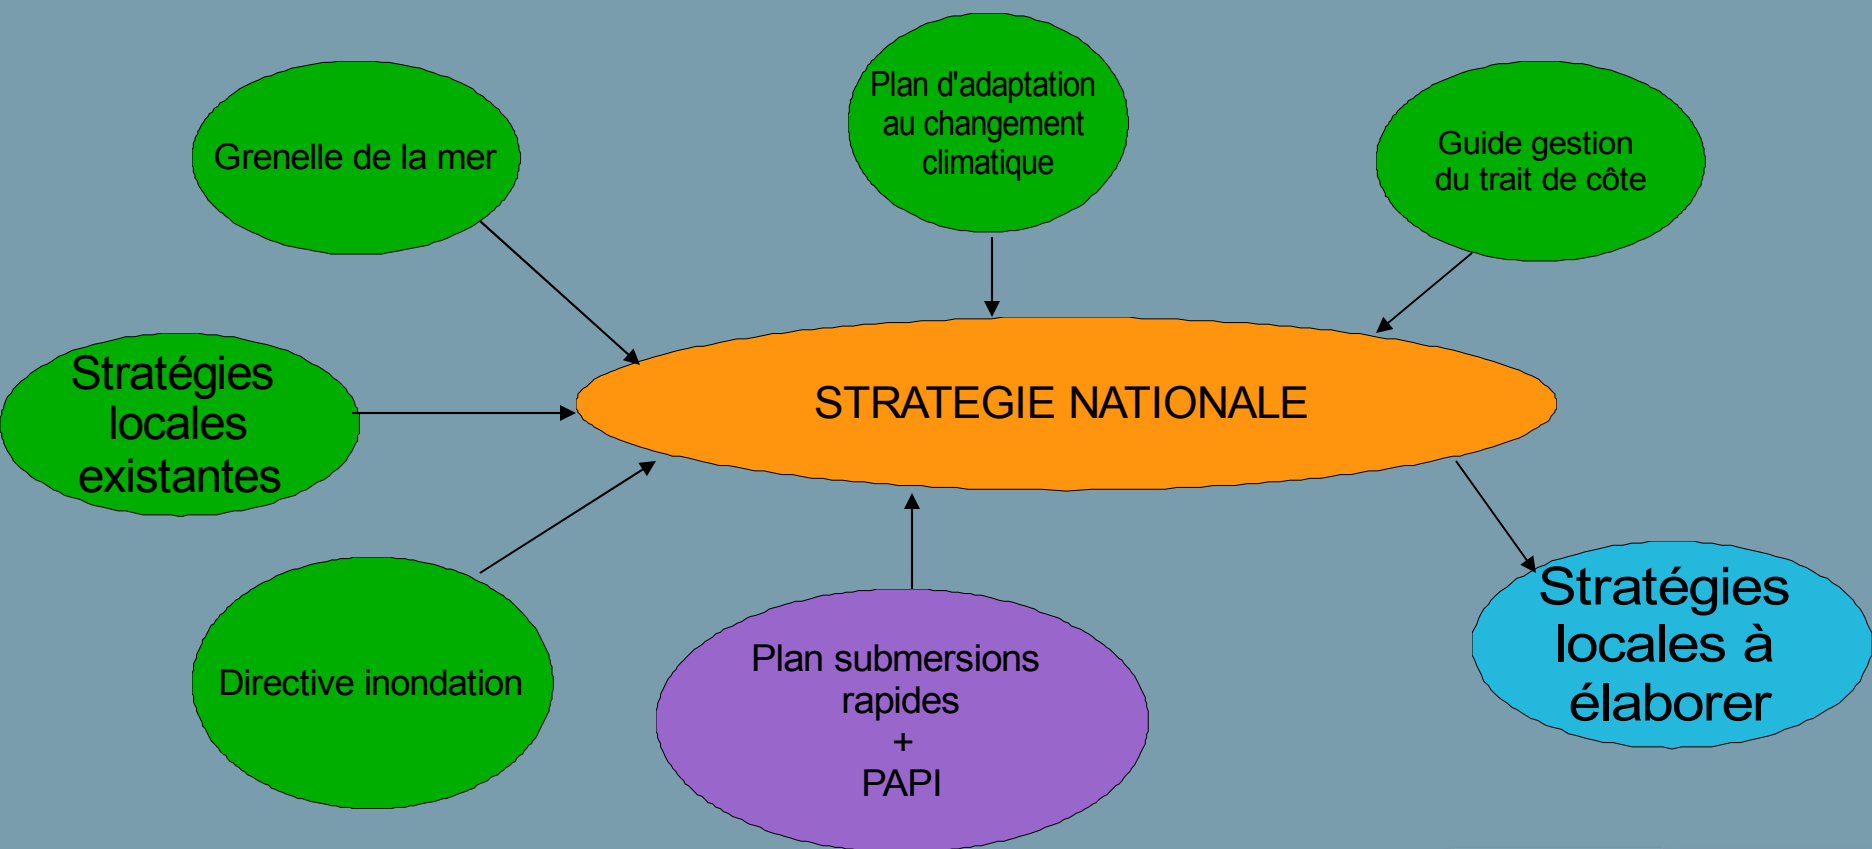 Plan d'adaptation
au changement
climatique
Grenelle de la mer
Guide gestion
du trait de côte
Stratégies
locales
existantes
STRATEGIE NATIONALE
Directive inondation
Plan submersions
rapides
+
PAPI
Stratégies
locales à
élaborer